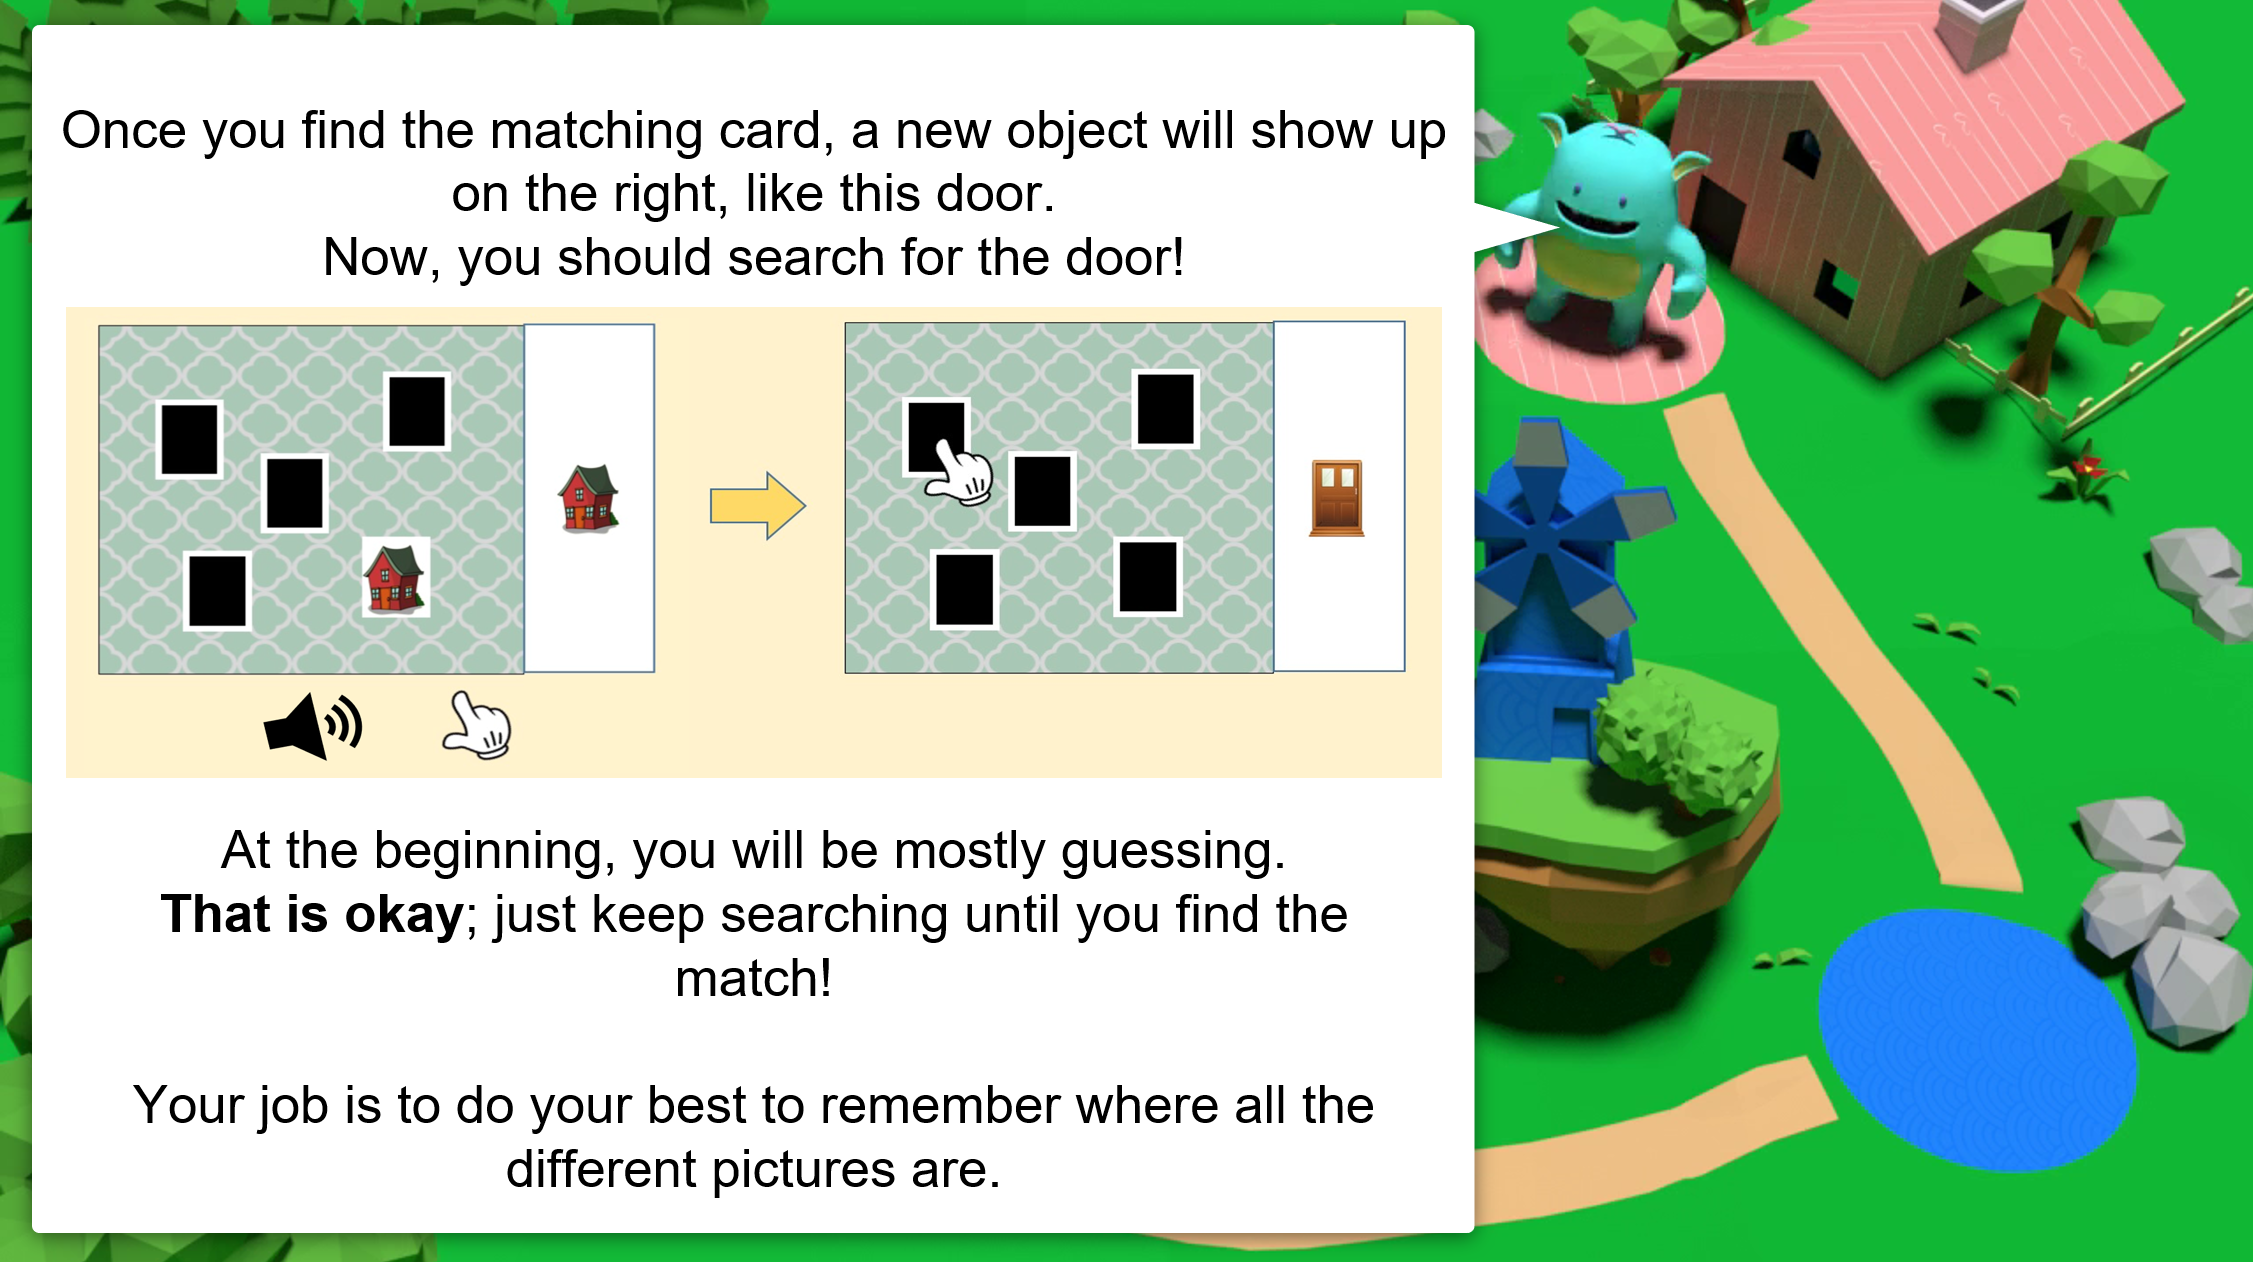 Once you find the matching card, a new object will show up
on the right, like this door.
Now, you should search for the door!
At the beginning, you will be mostly guessing.
That is okay; just keep searching until you find the
match!
Your job is to do your best to remember where all the
different pictures are.